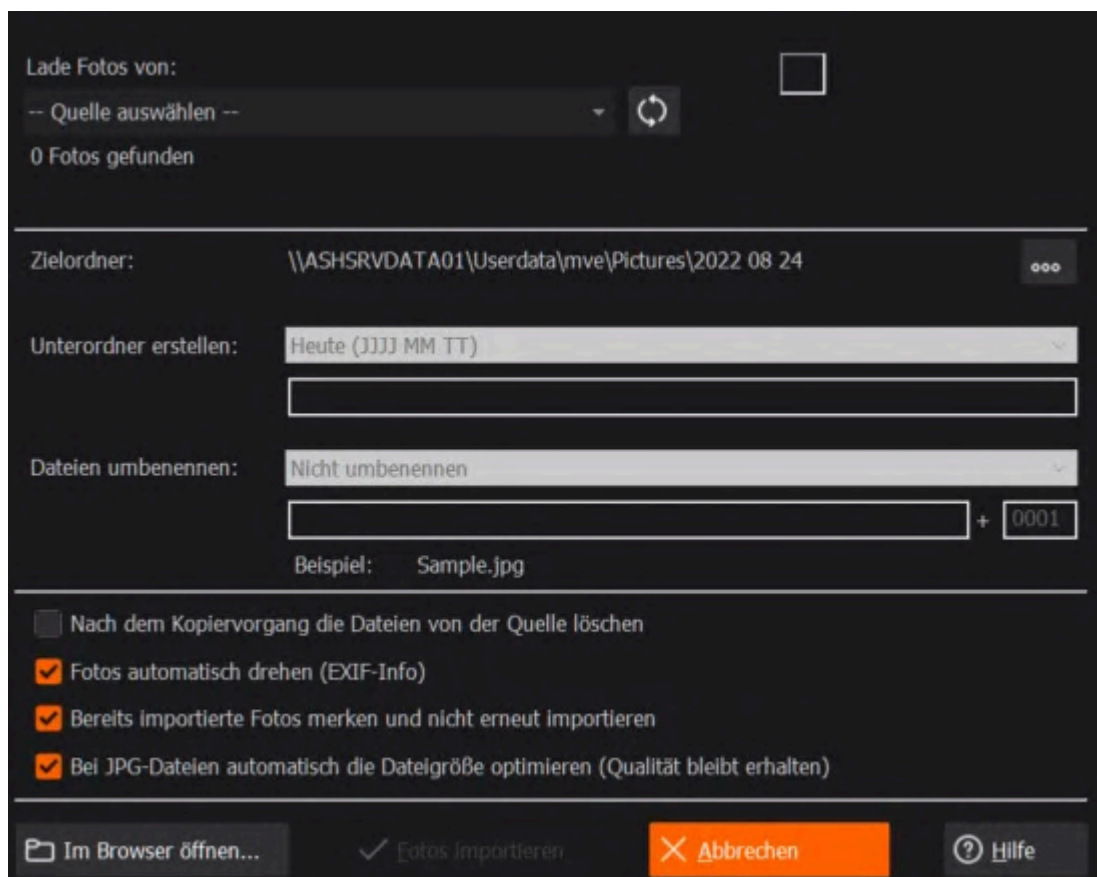 Lade Fotos von:
-- Quelle auswählen --
0 Fotos gefunden
Zielordner: \\ASHSRVDATA01\Userdata\mve\Pictures\2022 08 24
Unterordner erstellen: Heute (JJJJ MM TT)
Dateien umbenennen: Nicht umbenennen
+ 0001
Beispiel: Sample.jpg
Nach dem Kopiervorgang die Dateien von der Quelle löschen
Fotos automatisch drehen (EXIF-Info)
Bereits importierte Fotos merken und nicht erneut importieren
Bei JPG-Dateien automatisch die Dateigröße optimieren (Qualität bleibt erhalten)
Im Browser öffnen... Fotos importieren Abbrechen Hilfe